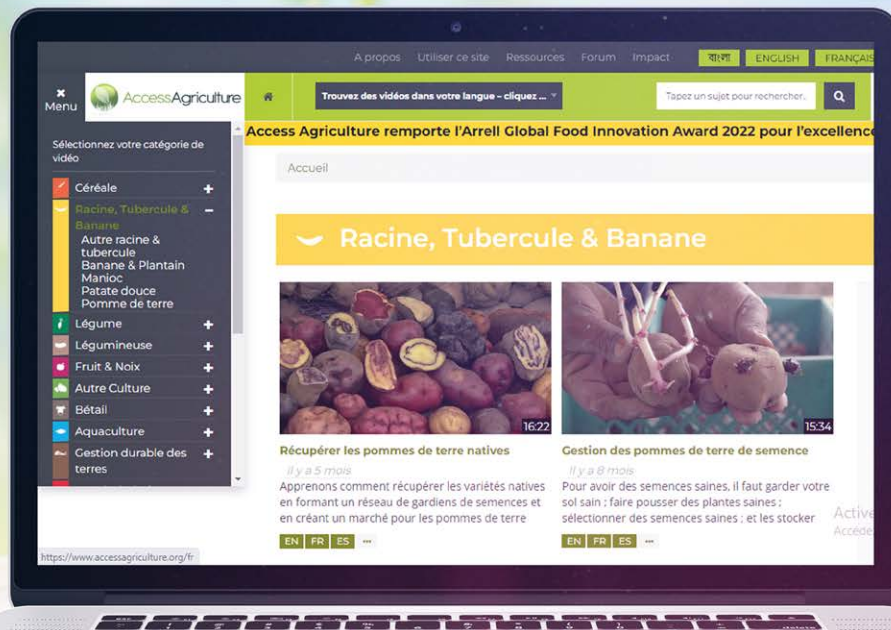 A propos Utiliser ce site Ressources Forum Impact বাংলা ENGLISH FRANÇAIS
Menu
AccessAgriculture
Trouvez des vidéos dans votre langue – cliquez ...
Tapez un sujet pour rechercher.
Access Agriculture remporte l'Arrell Global Food Innovation Award 2022 pour l'excellence
Sélectionnez votre catégorie de
vidéo
Céréale
Racine, Tubercule &
Banane
Autre racine &
tubercule
Banane & Plantain
Manioc
Patate douce
Pomme de terre
Légume
Légumineuse
Fruit & Noix
Autre Culture
Bétail
Aquaculture
Gestion durable des
terres
Accueil
Racine, Tubercule & Banane
16:22
Récupérer les pommes de terre natives
il y a 5 mois
Apprenons comment récupérer les variétés natives
en formant un réseau de gardiens de semences et
en créant un marché pour les pommes de terre
EN FR ES ...
15:34
Gestion des pommes de terre de semence
Il y a 8 mois
Pour avoir des semences saines, il faut garder votre
sol sain ; faire pousser des plantes saines ;
sélectionner des semences saines ; et les stocker
EN FR ES ...
Active
Accéde
https://www.accessagriculture.org/fr